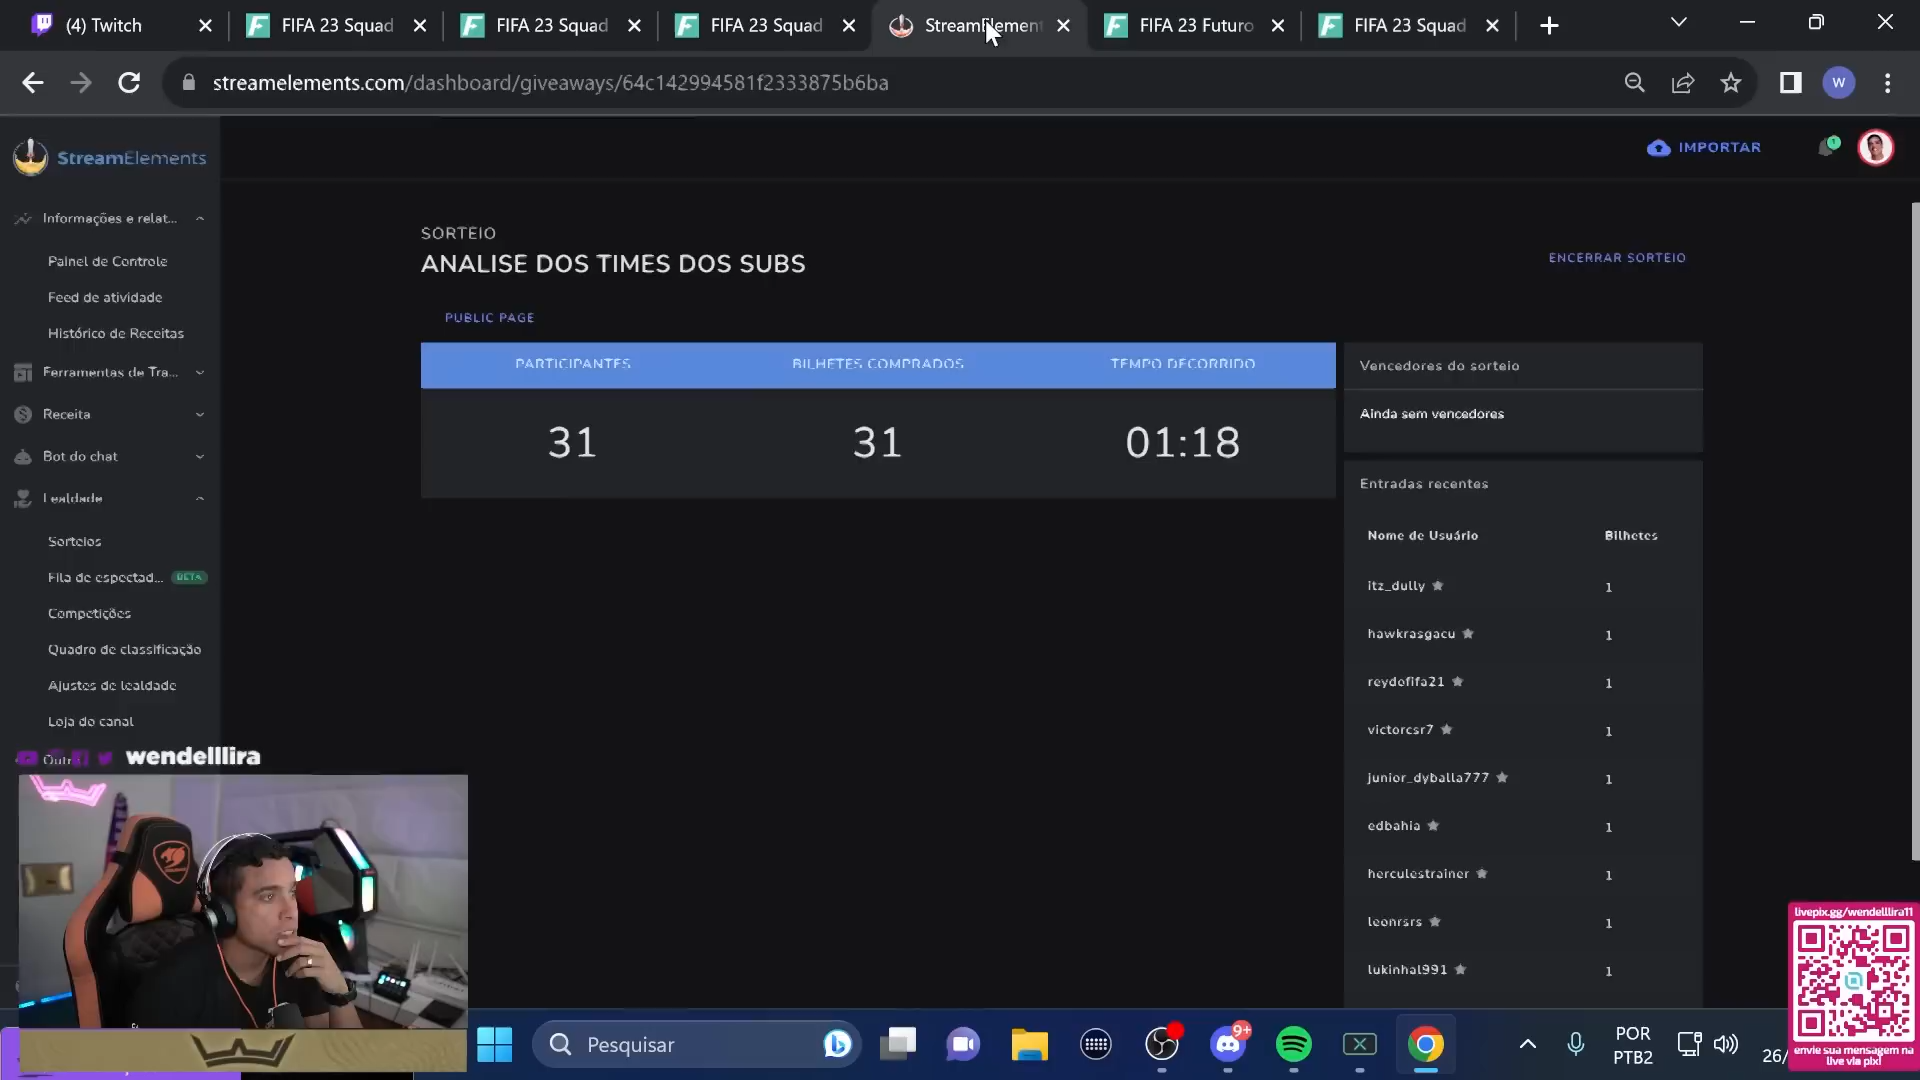 (4) Twitch
FIFA 23 Squad
FIFA 23 Squad
FIFA 23 Squad
StreamElement
FIFA 23 Futuro
FIFA 23 Squad
streamelements.com/dashboard/giveaways/64c142994581f2333875b6ba
W
StreamElements
IMPORTAR
1
Informações e relat...
Painel de Controle
Feed de atividade
Histórico de Receitas
Ferramentas de Tra...
Receita
Bot do chat
Lealdade
Sorteios
Fila de espectad... BETA
Competições
Quadro de classificação
Ajustes de lealdade
Loja do canal
Outr
wendelllira
SORTEIO
ANALISE DOS TIMES DOS SUBS
ENCERRAR SORTEIO
PUBLIC PAGE
PARTICIPANTES
BILHETES COMPRADOS
TEMPO DECORRIDO
31
31
01:18
Vencedores do sorteio
Ainda sem vencedores
Entradas recentes
Nome de Usuário
Bilhetes
itz_dully 1
hawkrasgacu 1
reydofifa21 1
victorcsr7 1
junior_dyballa777 1
edbahia 1
herculestrainer 1
leonrsrs 1
lukinhal991 1
livepix.gg/wendelllira11
envie sua mensagem na
live via pix!
Pesquisar
9+
POR
PTB2
26/